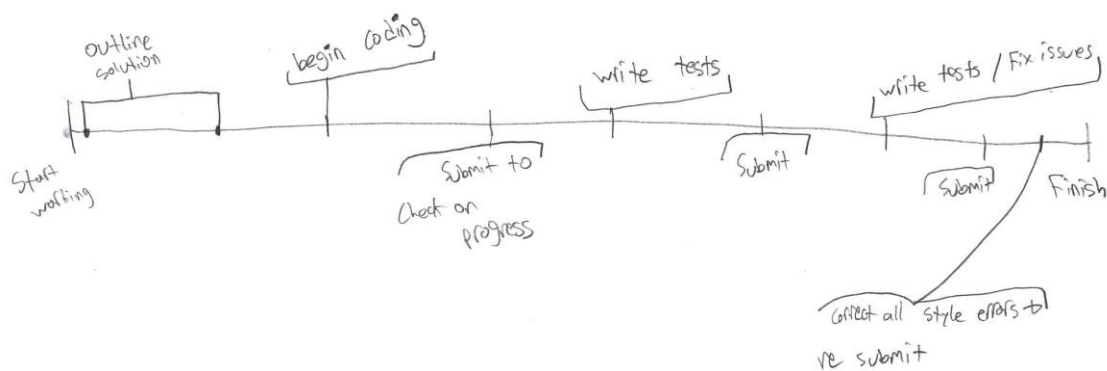 outline
solution
begin coding
write tests
write tests / Fix issues
Start
working
Submit to
Check on
progress
Submit
Submit
Finish
correct all style errors +
re submit